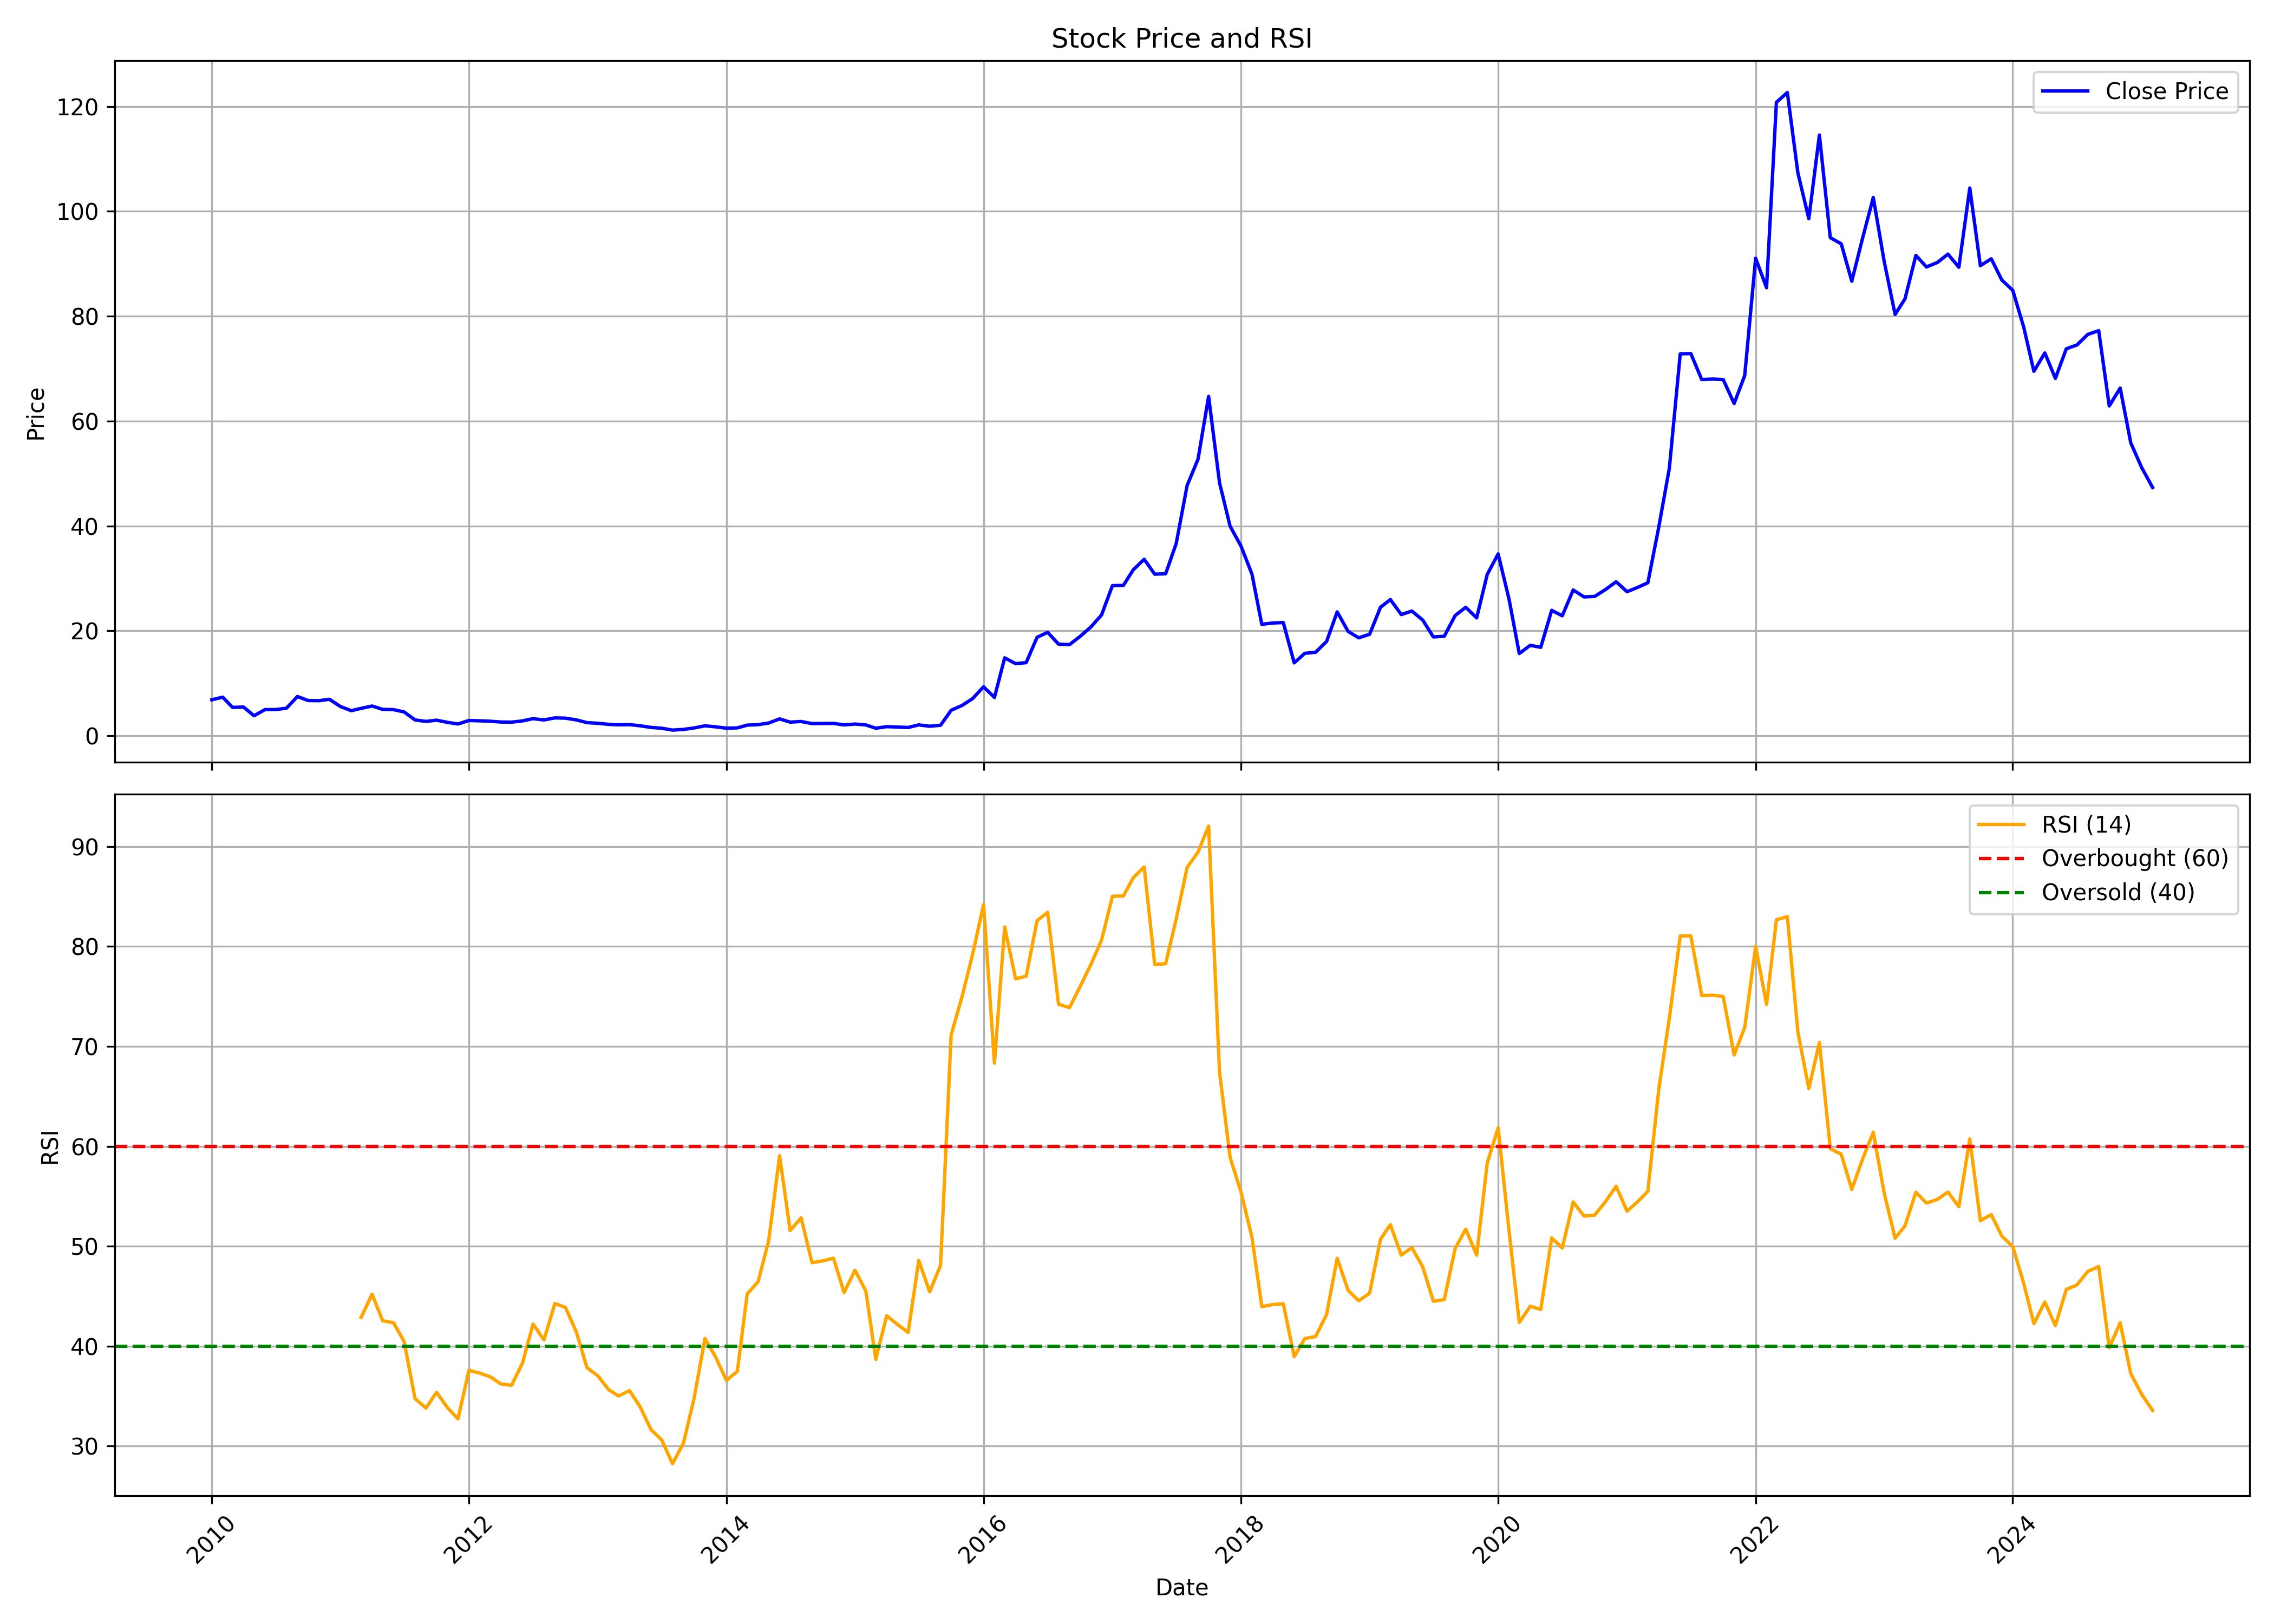 Stock Price and RSI
Close Price
120
100
80
60
40
20
0
Price
RSI (14)
Overbought (60)
Oversold (40)
90
80
70
60
50
40
30
RSI
2010
2012
2014
2016
2018
2020
2022
2024
Date